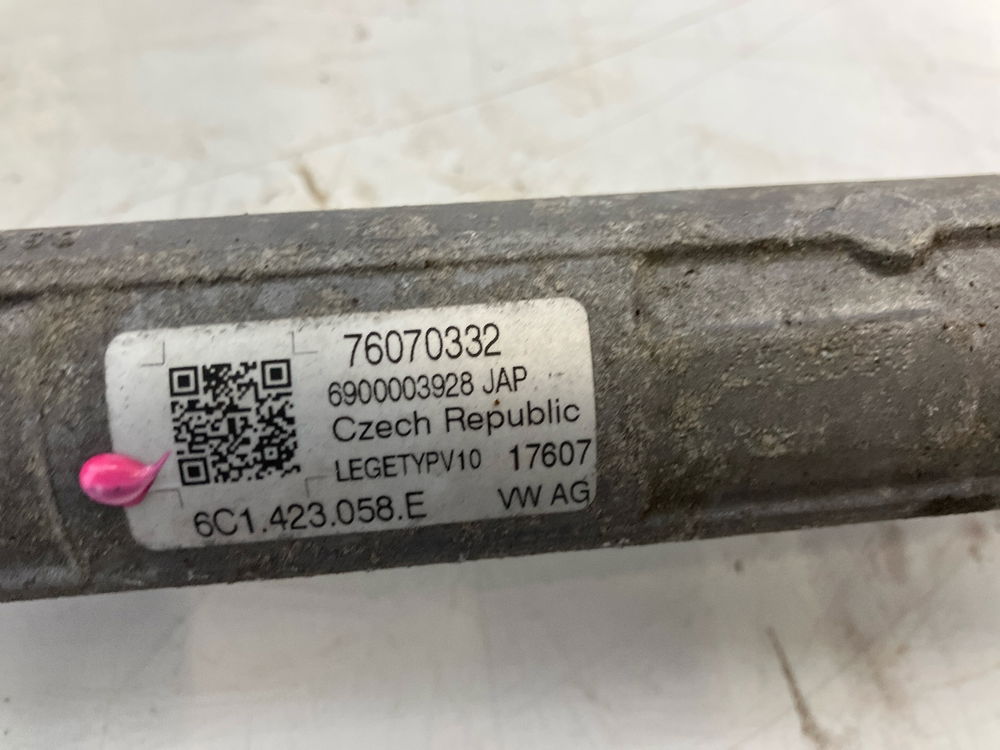 76070332
6900003928 JAP
Czech Republic
LEGETYPV10 17607
6C1.423.058.E VW AG